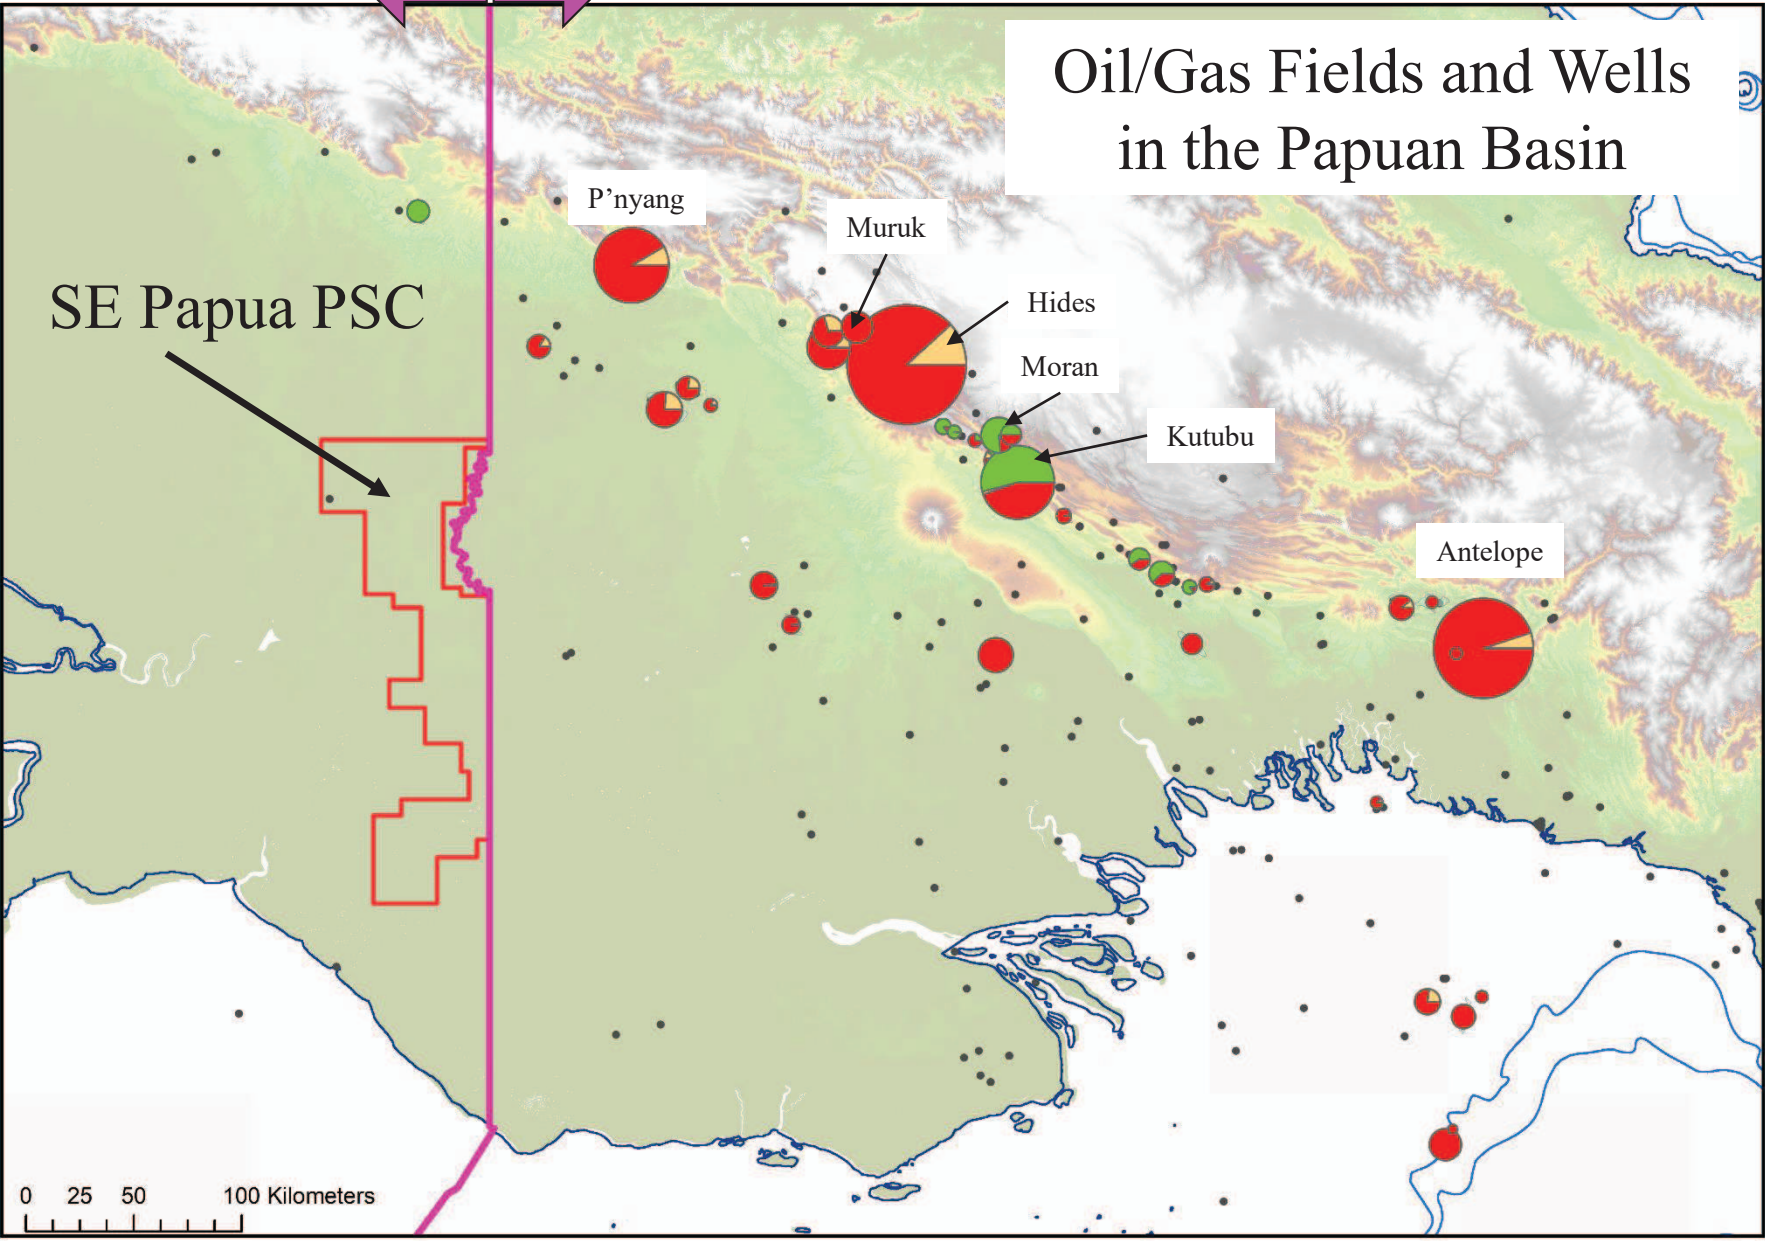 Oil/Gas Fields and Wells
in the Papuan Basin
P’nyang
Muruk
Hides
SE Papua PSC
Moran
Kutubu
Antelope
0 25 50 100 Kilometers